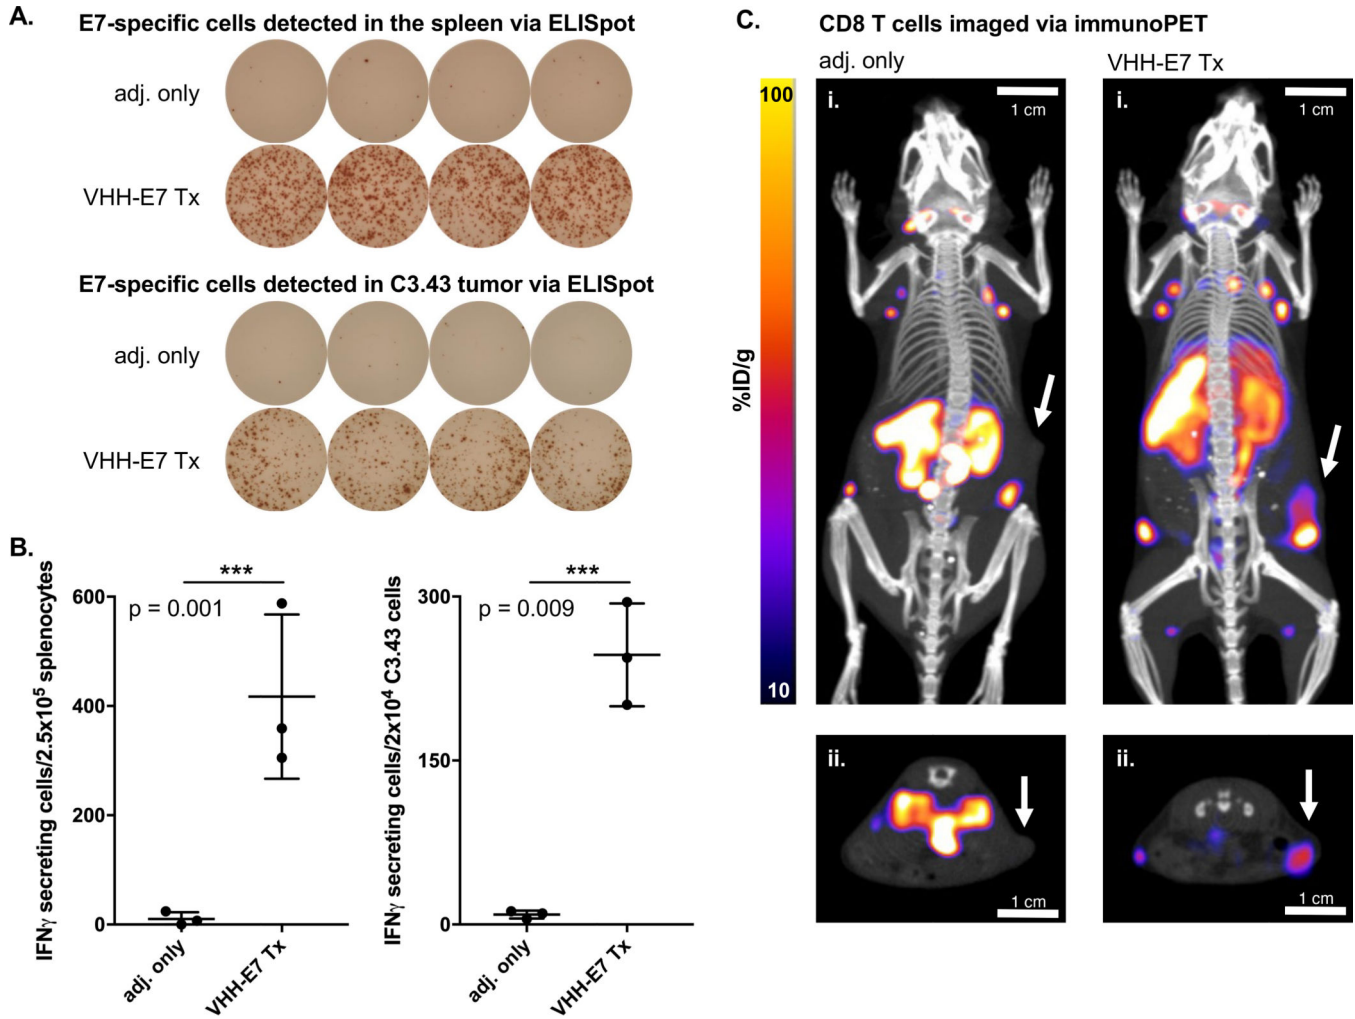 A.
E7-specific cells detected in the spleen via ELISpot
adj. only
VHH-E7 Tx
E7-specific cells detected in C3.43 tumor via ELISpot
adj. only
VHH-E7 Tx
B.
IFNγ secreting cells/2.5x10⁵ splenocytes
600
400
200
0
***
p = 0.001
adj. only
VHH-E7 Tx
IFNγ secreting cells/2x10⁴ C3.43 cells
300
150
0
***
p = 0.009
adj. only
VHH-E7 Tx
C.
CD8 T cells imaged via immunoPET
adj. only
VHH-E7 Tx
%ID/g
100
10
i.
1 cm
i.
1 cm
ii.
1 cm
ii.
1 cm